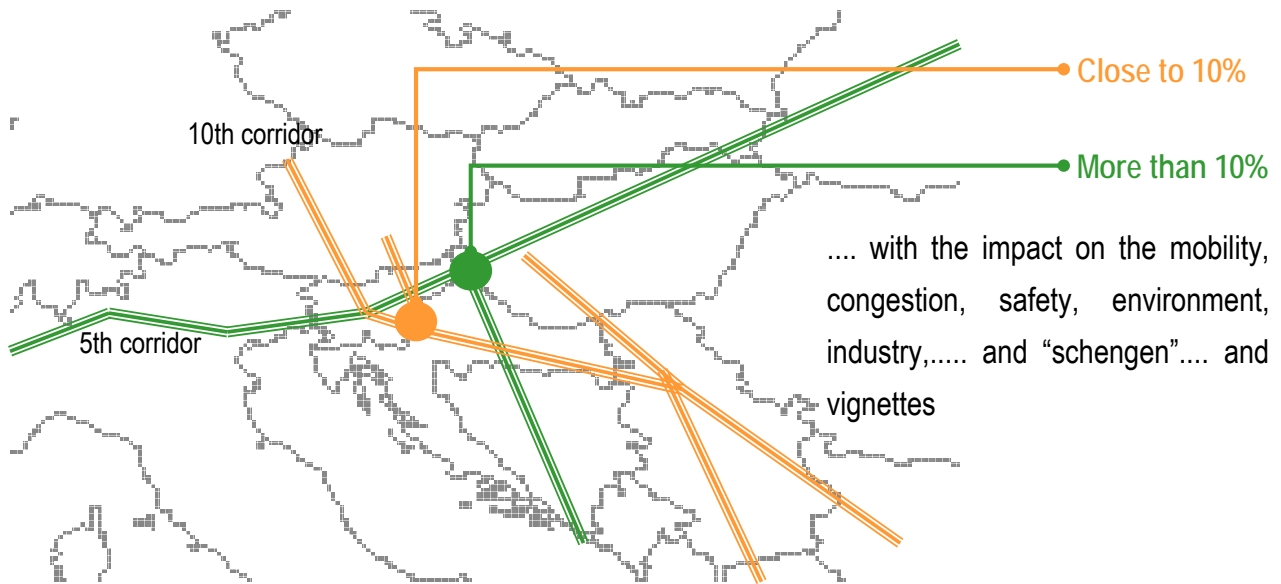 Close to 10%
10th corridor
More than 10%
.... with the impact on the mobility,
congestion, safety, environment,
industry,..... and “schengen”.... and
5th corridor
vignettes